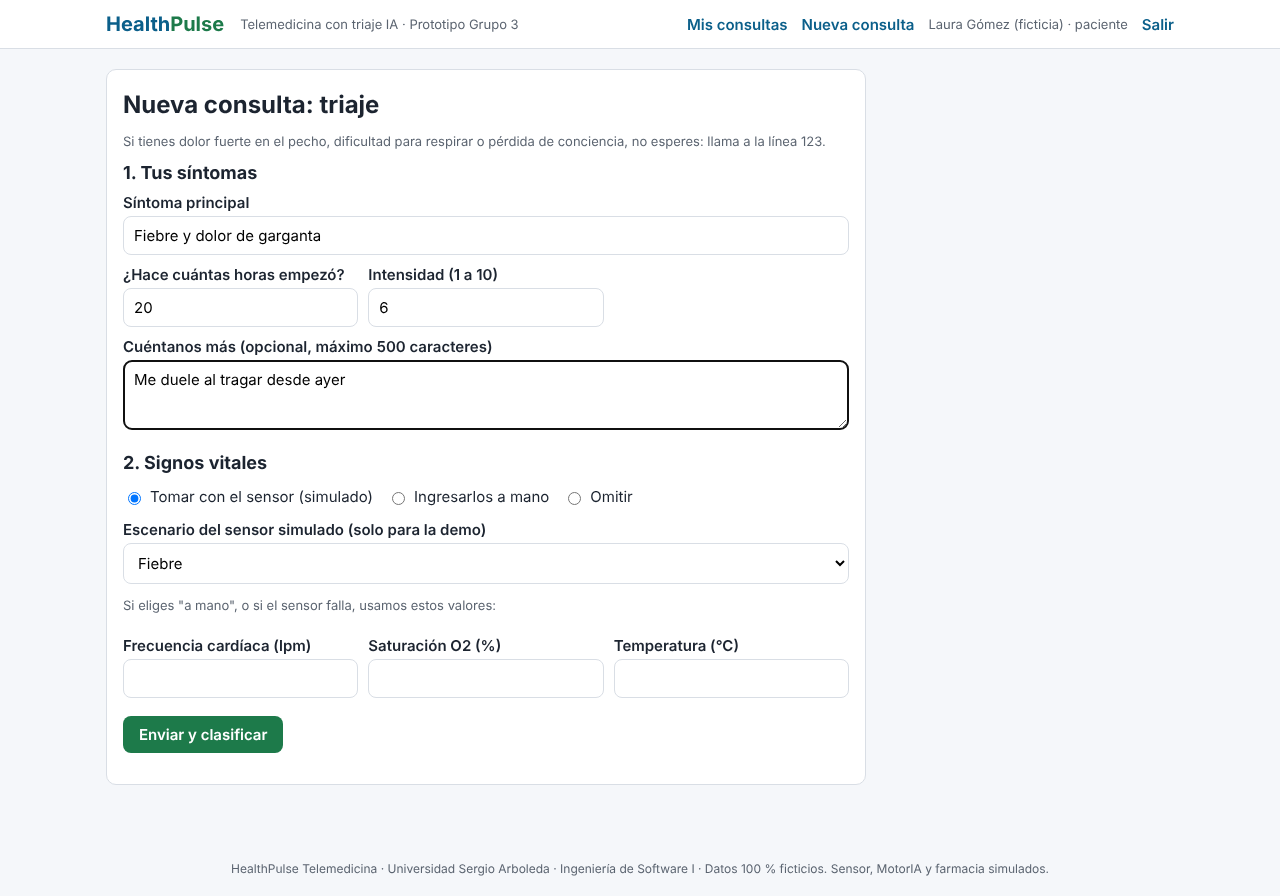 HealthPulse Telemedicina con triaje IA · Prototipo Grupo 3 Mis consultas Nueva consulta Laura Gómez (ficticia) · paciente Salir
Nueva consulta: triaje
Si tienes dolor fuerte en el pecho, dificultad para respirar o pérdida de conciencia, no esperes: llama a la línea 123.
1. Tus síntomas
Síntoma principal
Fiebre y dolor de garganta
¿Hace cuántas horas empezó? Intensidad (1 a 10)
20 6
Cuéntanos más (opcional, máximo 500 caracteres)
Me duele al tragar desde ayer
2. Signos vitales
Tomar con el sensor (simulado) Ingresarlos a mano Omitir
Escenario del sensor simulado (solo para la demo)
Fiebre
Si eliges "a mano", o si el sensor falla, usamos estos valores:
Frecuencia cardíaca (lpm) Saturación O2 (%) Temperatura (°C)
Enviar y clasificar
HealthPulse Telemedicina · Universidad Sergio Arboleda · Ingeniería de Software I · Datos 100 % ficticios. Sensor, MotorIA y farmacia simulados.